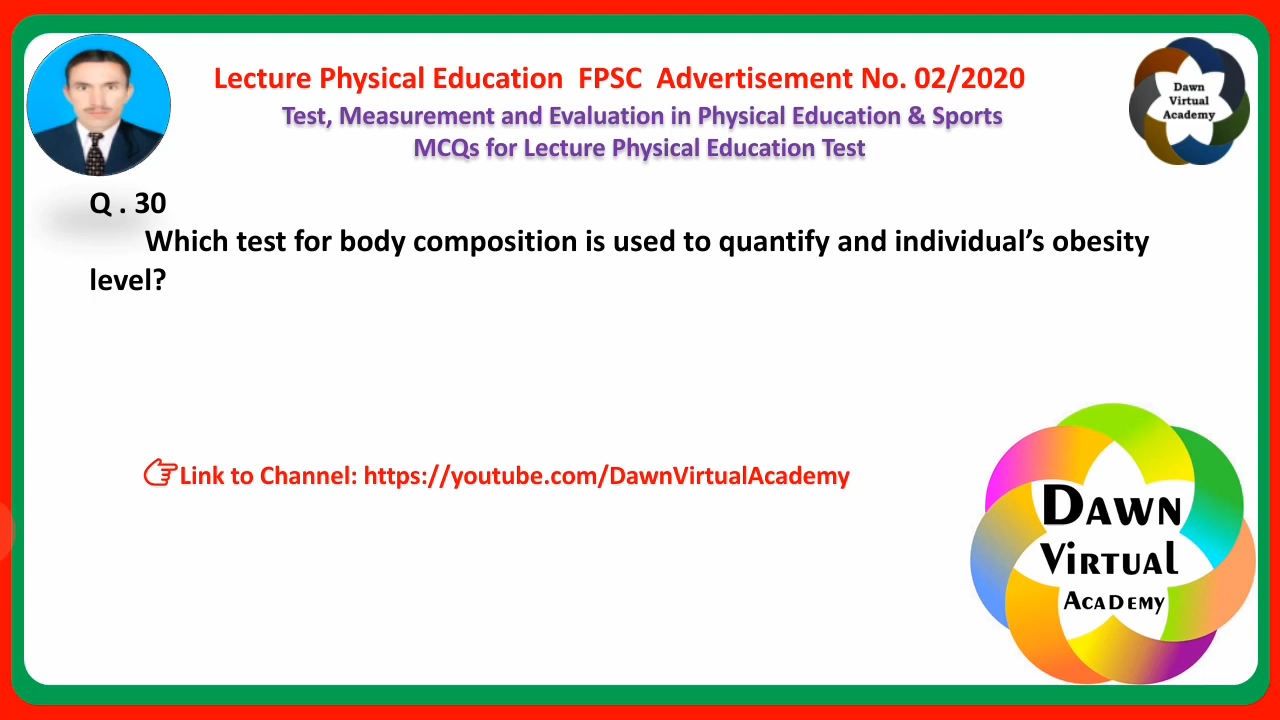 Lecture Physical Education FPSC Advertisement No. 02/2020
Test, Measurement and Evaluation in Physical Education & Sports
MCQs for Lecture Physical Education Test
Dawn
Virtual
Academy
Q . 30
Which test for body composition is used to quantify and individual’s obesity
level?
Link to Channel: https://youtube.com/DawnVirtualAcademy
Dawn
Virtual
Academy